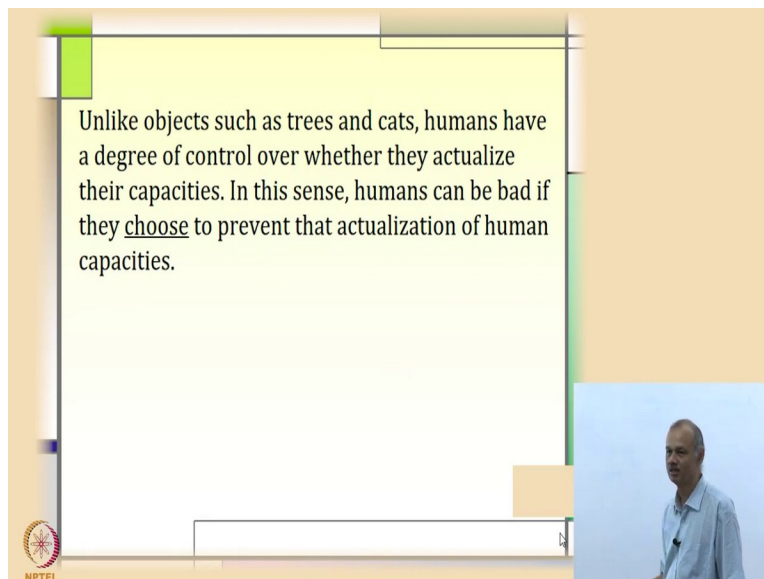 Unlike objects such as trees and cats, humans have
a degree of control over whether they actualize
their capacities. In this sense, humans can be bad if
they choose to prevent that actualization of human
capacities.
NPTEL